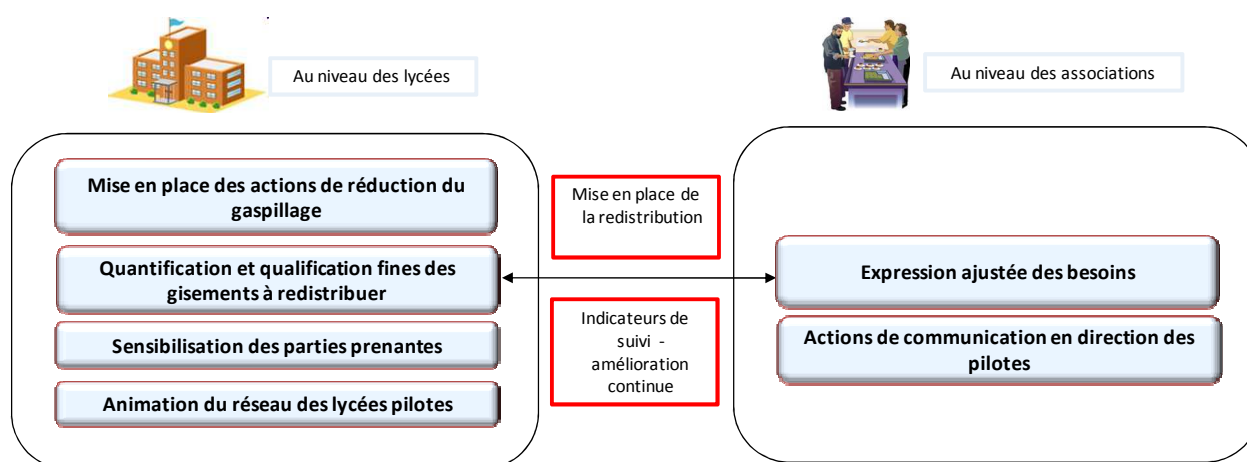 Au niveau des lycées
Au niveau des associations
Mise en place des actions de réduction du
gaspillage
Quantification et qualification fines des
gisements à redistribuer
Sensibilisation des parties prenantes
Animation du réseau des lycées pilotes
Mise en place de
la redistribution
Indicateurs de
suivi -
amélioration
continue
Expression ajustée des besoins
Actions de communication en direction des
pilotes